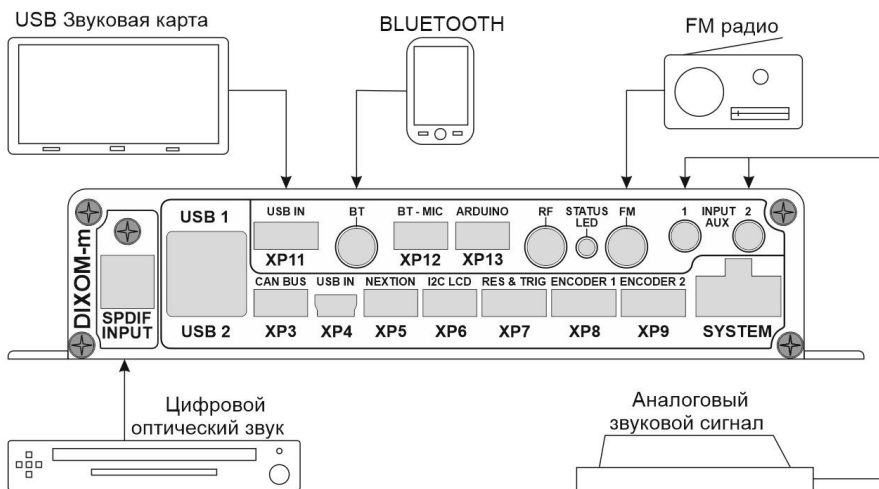 USB Звуковая карта
BLUETOOTH
FM радио
DIXOM-m
SPDIF
INPUT
USB 1
USB 2
USB IN
XP11
BT
BT - MIC
XP12
ARDUINO
XP13
RF
STATUS
LED
FM
1 INPUT 2
AUX
CAN BUS
XP3
USB IN
XP4
NEXTION
XP5
I2C LCD
XP6
RES & TRIG
XP7
ENCODER 1
XP8
ENCODER 2
XP9
SYSTEM
Цифровой
оптический звук
Аналоговый
звуковой сигнал